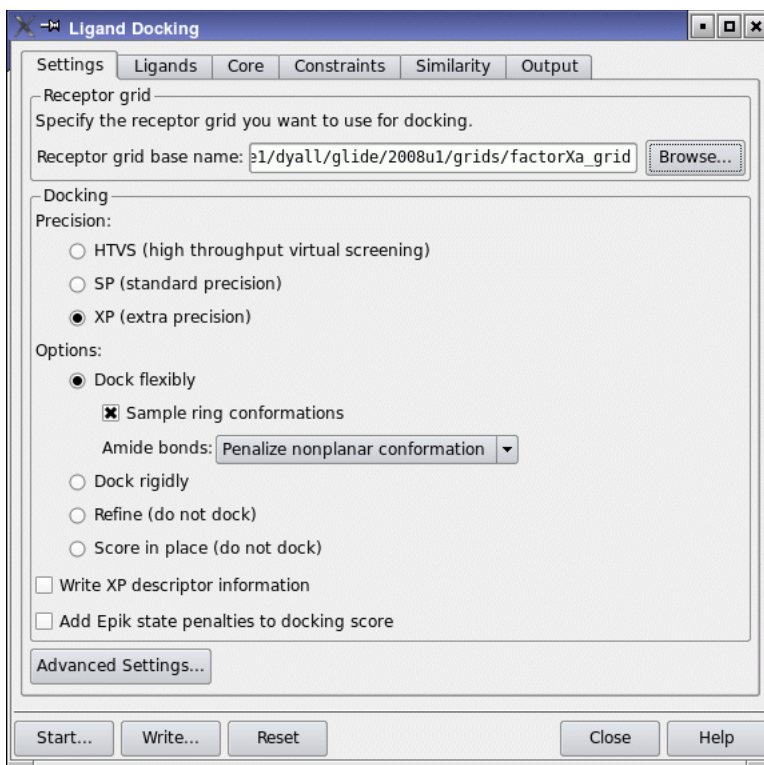 Ligand Docking
Settings Ligands Core Constraints Similarity Output
Receptor grid
Specify the receptor grid you want to use for docking.
Receptor grid base name: e1/dyall/glide/2008u1/grids/factorXa_grid Browse...
Docking
Precision:
HTVS (high throughput virtual screening)
SP (standard precision)
XP (extra precision)
Options:
Dock flexibly
Sample ring conformations
Amide bonds: Penalize nonplanar conformation
Dock rigidly
Refine (do not dock)
Score in place (do not dock)
Write XP descriptor information
Add Epik state penalties to docking score
Advanced Settings...
Start... Write... Reset Close Help